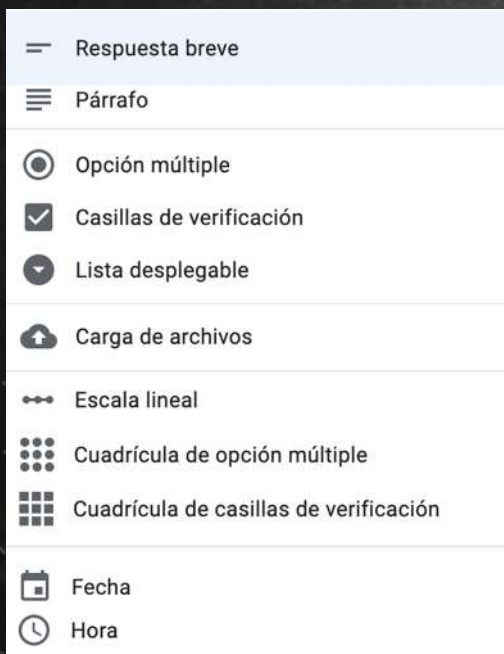 Respuesta breve
Párrafo
Opción múltiple
Casillas de verificación
Lista desplegable
Carga de archivos
Escala lineal
Cuadrícula de opción múltiple
Cuadrícula de casillas de verificación
Fecha
Hora